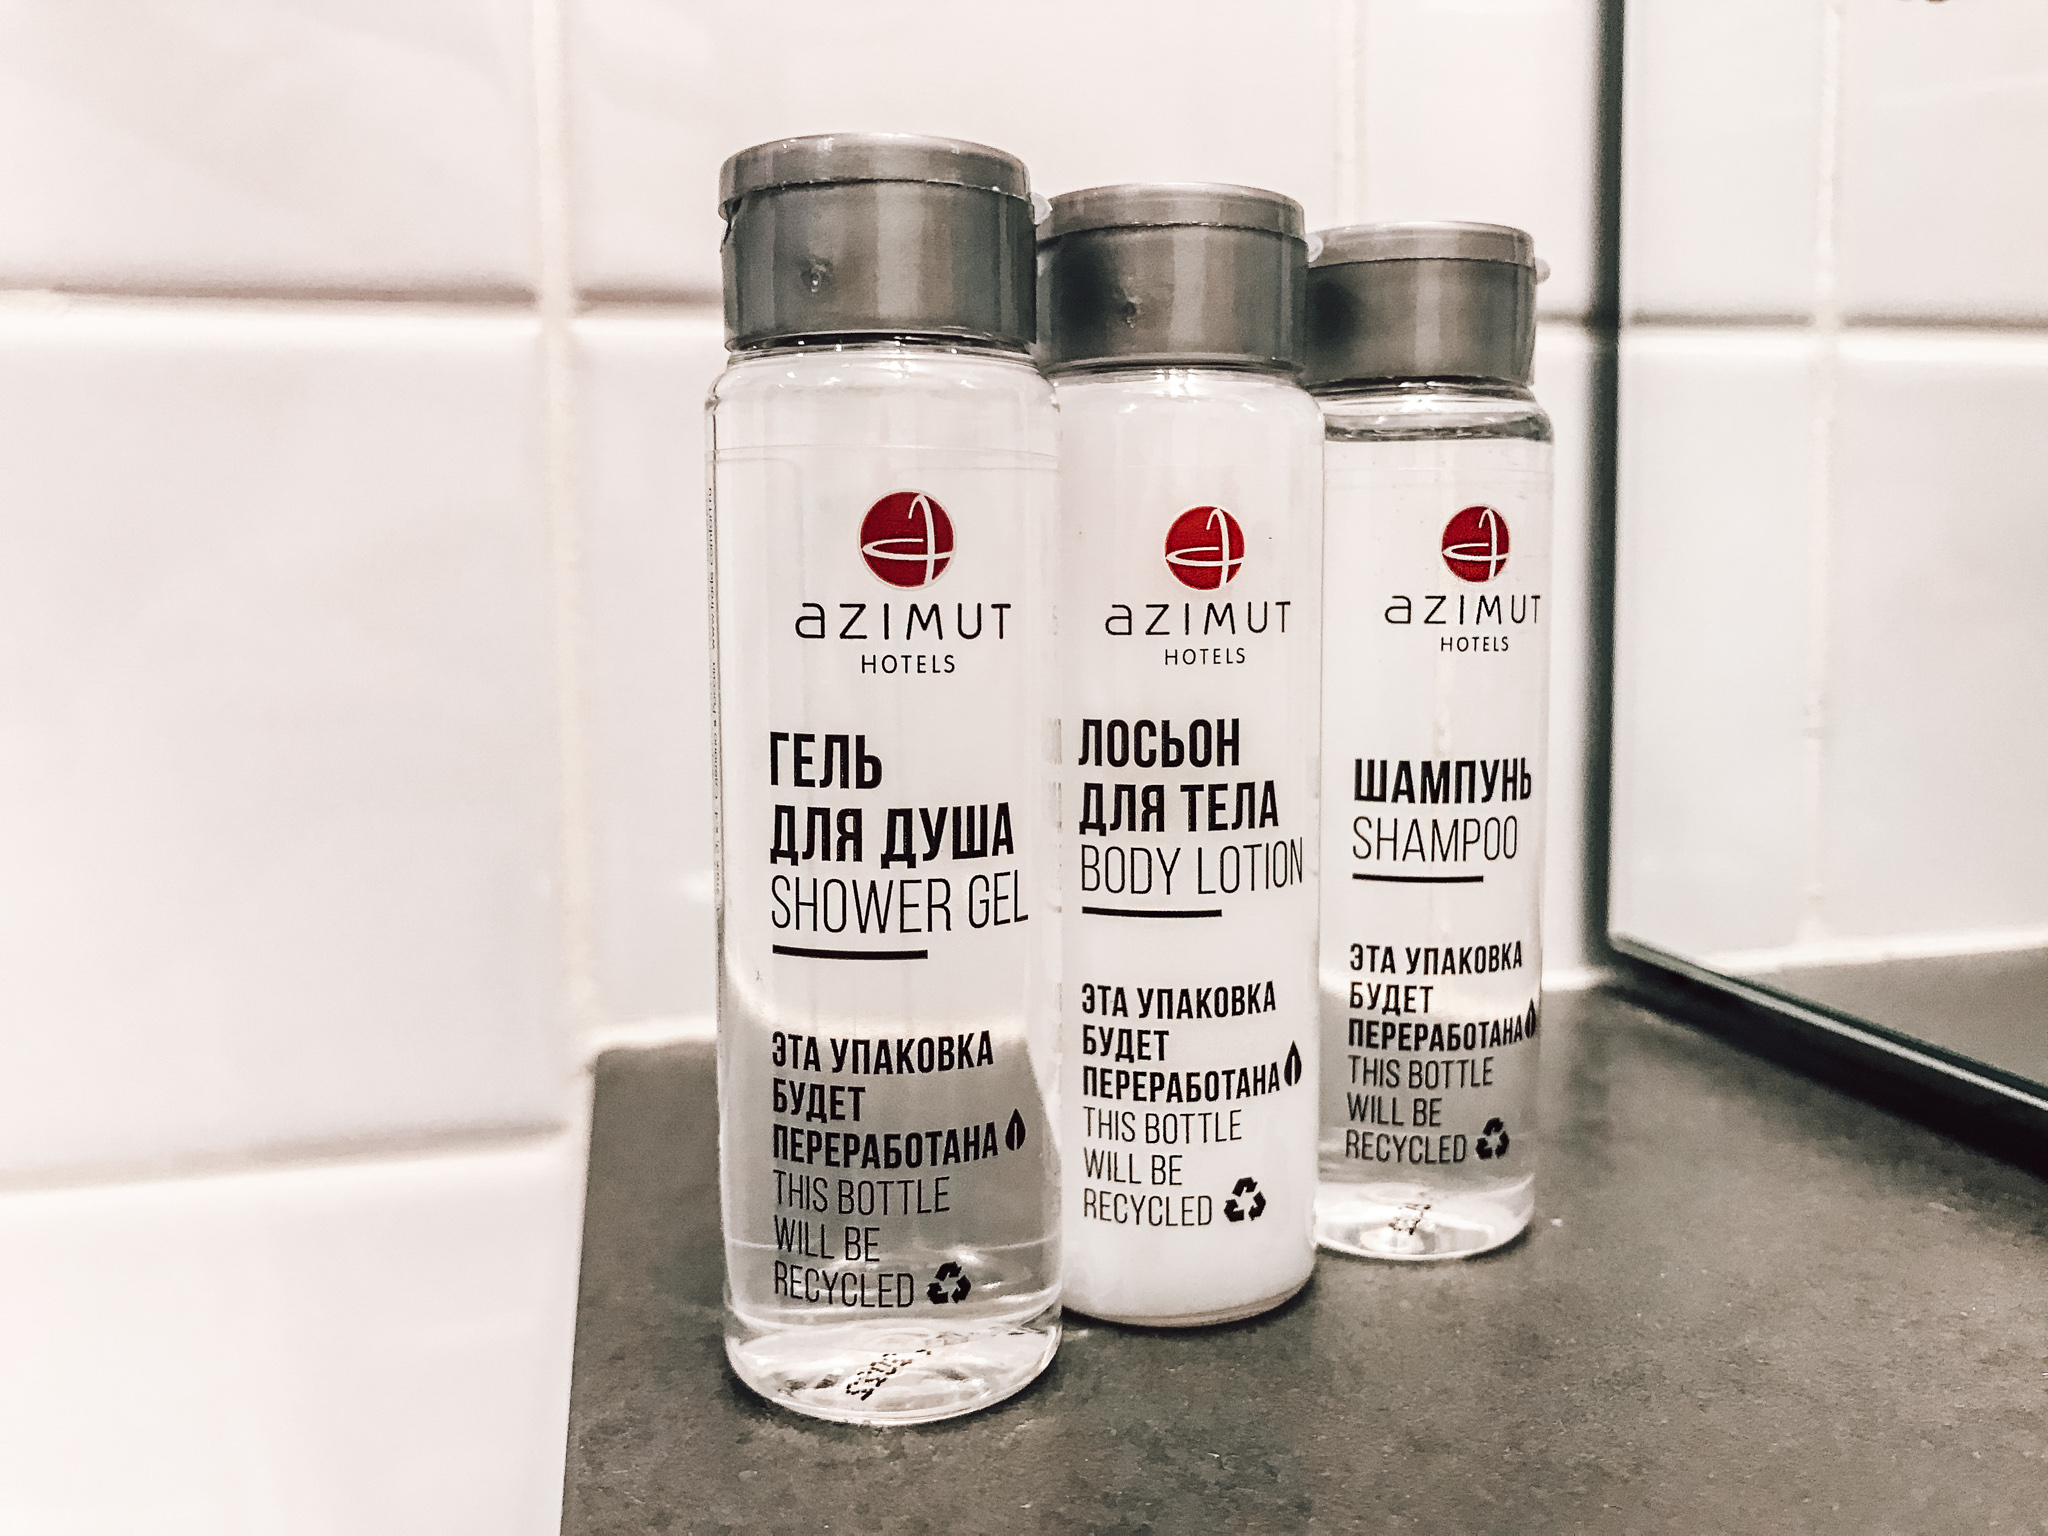 azimut
HOTELS
ГЕЛЬ
ДЛЯ ДУША
SHOWER GEL
ЭТА УПАКОВКА
БУДЕТ
ПЕРЕРАБОТАНА
THIS BOTTLE
WILL BE
RECYCLED
azimut
HOTELS
ЛОСЬОН
ДЛЯ ТЕЛА
BODY LOTION
ЭТА УПАКОВКА
БУДЕТ
ПЕРЕРАБОТАНА
THIS BOTTLE
WILL BE
RECYCLED
azimut
HOTELS
ШАМПУНЬ
SHAMPOO
ЭТА УПАКОВКА
БУДЕТ
ПЕРЕРАБОТАНА
THIS BOTTLE
WILL BE
RECYCLED